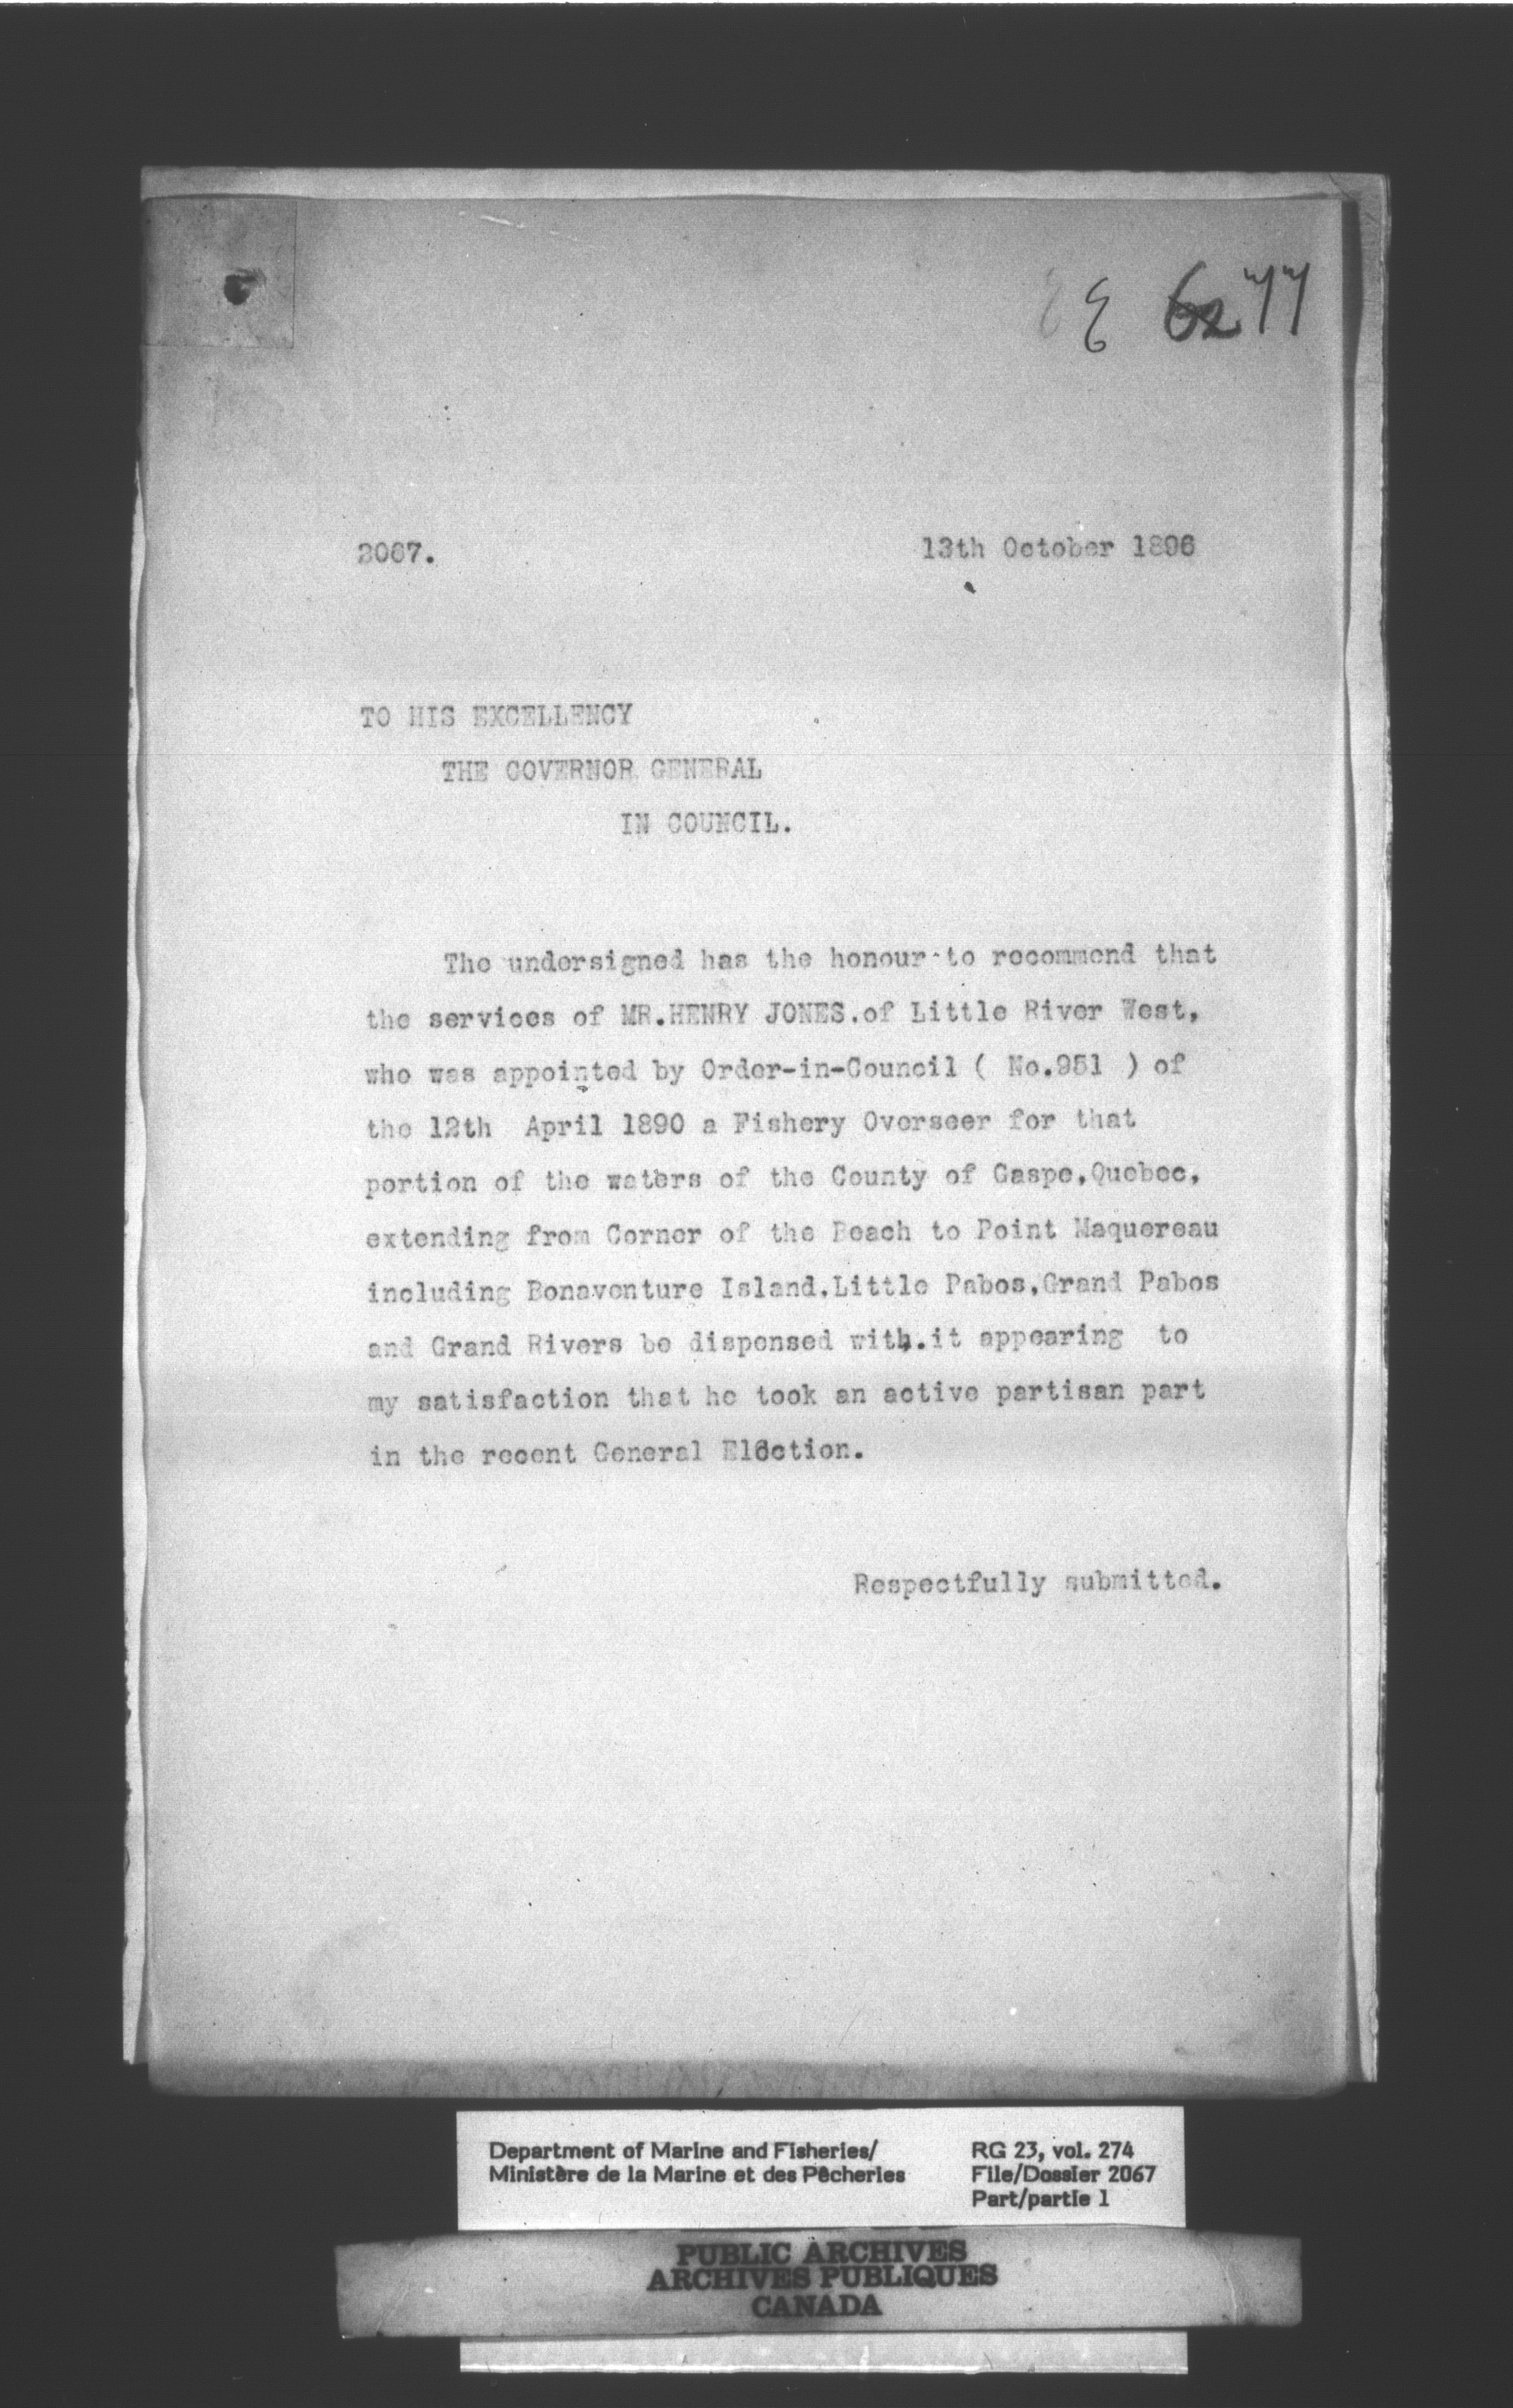 77
2067.
13th October 1896
TO HIS EXCELLENCY
THE GOVERNOR GENERAL
IN COUNCIL.
The undersigned has the honour to recommend that
the services of MR.HENRY JONES.of Little River West,
who was appointed by Order-in-Council ( No.951 ) of
the 12th April 1890 a Fishery Overseer for that
portion of the waters of the County of Gaspe,Quebec,
extending from Corner of the Beach to Point Maquereau
including Bonaventure Island,Little Pabos,Grand Pabos
and Grand Rivers be dispensed with.it appearing to
my satisfaction that he took an active partisan part
in the recent General Election.
Respectfully submitted.
Department of Marine and Fisheries/
Ministère de la Marine et des Pêcheries
RG 23, vol. 274
File/Dossier 2067
Part/partie 1
PUBLIC ARCHIVES
ARCHIVES PUBLIQUES
CANADA